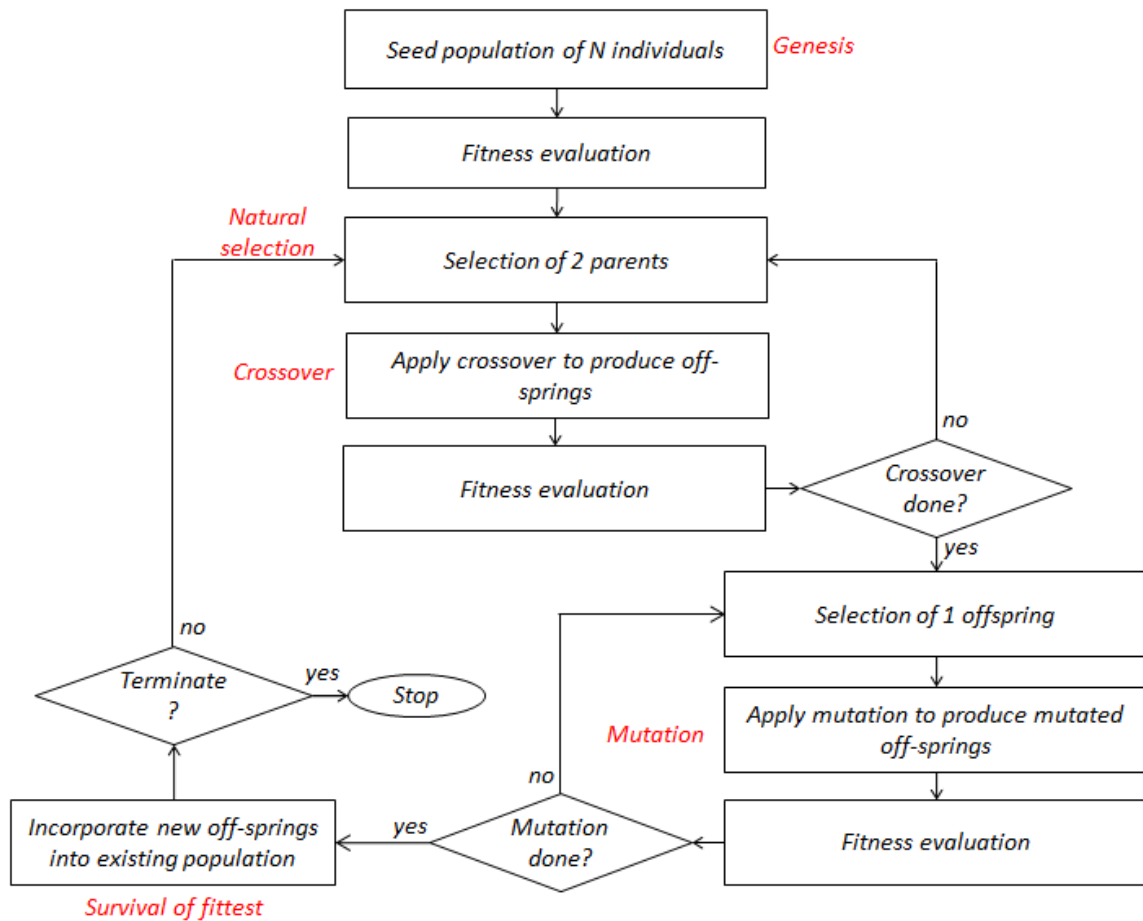 Seed population of N individuals
Genesis
Fitness evaluation
Natural
selection
Selection of 2 parents
Crossover
Apply crossover to produce off-
springs
no
Fitness evaluation
Crossover
done?
yes
Selection of 1 offspring
no
Terminate
?
yes
Stop
Apply mutation to produce mutated
off-springs
Mutation
no
Incorporate new off-springs
into existing population
yes
Mutation
done?
Fitness evaluation
Survival of fittest